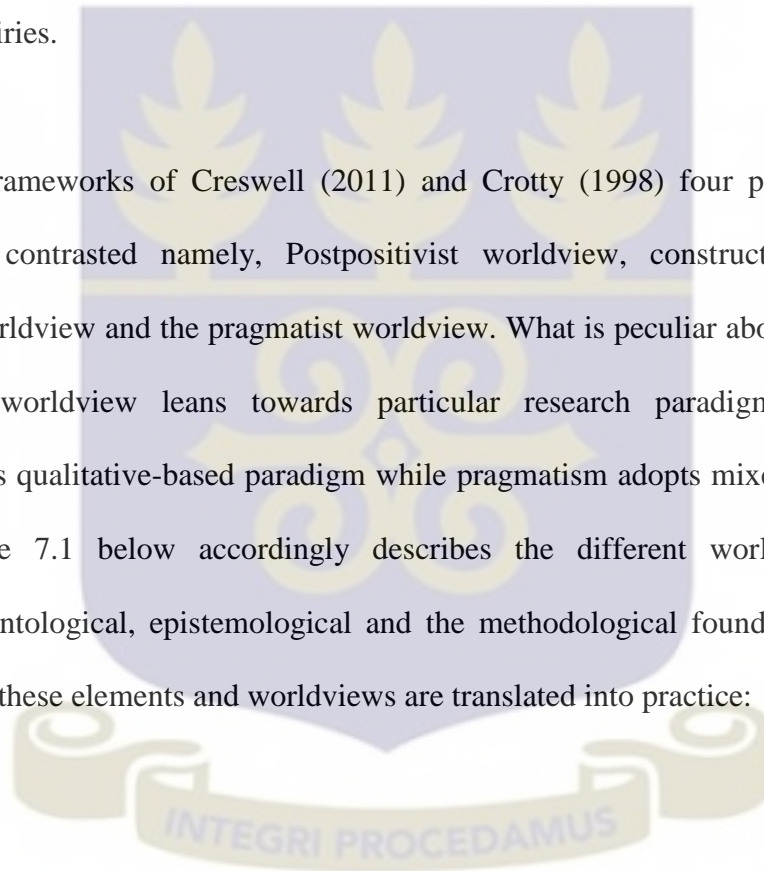 iries.
rameworks of Creswell (2011) and Crotty (1998) four p
contrasted namely, Postpositivist worldview, construct
rldview and the pragmatist worldview. What is peculiar abo
worldview leans towards particular research paradigm
s qualitative-based paradigm while pragmatism adopts mixe
e 7.1 below accordingly describes the different worl
ntological, epistemological and the methodological found
these elements and worldviews are translated into practice:
INTEGRI PROCEDAMUS